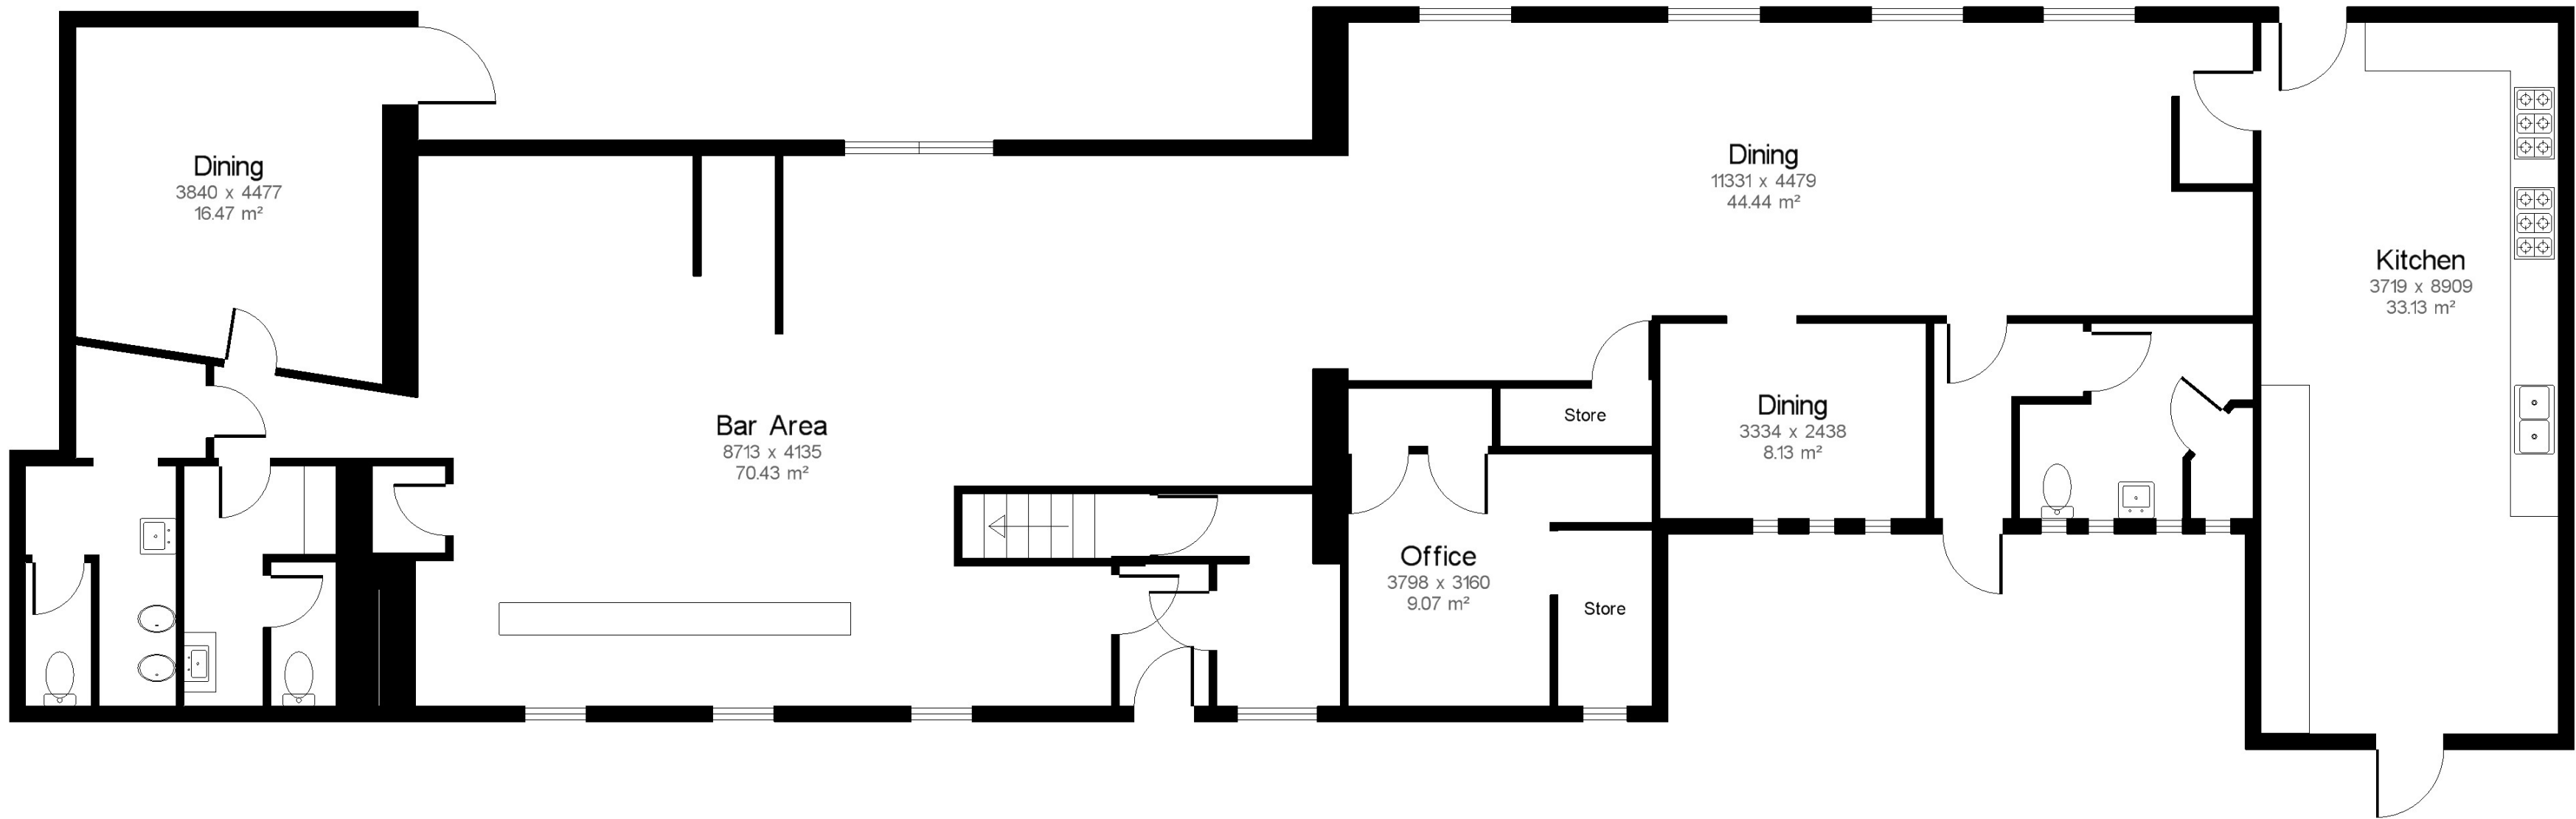 Dining
3840 x 4477
16.47 m²
Bar Area
8713 x 4135
70.43 m²
Dining
11331 x 4479
44.44 m²
Store
Dining
3334 x 2438
8.13 m²
Office
3798 x 3160
9.07 m²
Store
Kitchen
3719 x 8909
33.13 m²